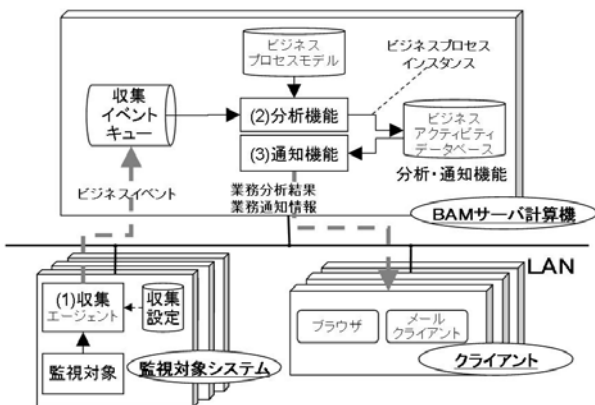 ビジネス
プロセスモデル
ビジネスプロセス
インスタンス
収集
イベント
キュー
(2)分析機能
(3)通知機能
ビジネス
アクティビティ
データベース
分析・通知機能
ビジネスイベント
業務分析結果
業務通知情報
BAMサーバ計算機
LAN
(1)収集
エージェント
収集
設定
監視対象
監視対象システム
ブラウザ
メール
クライアント
クライアント